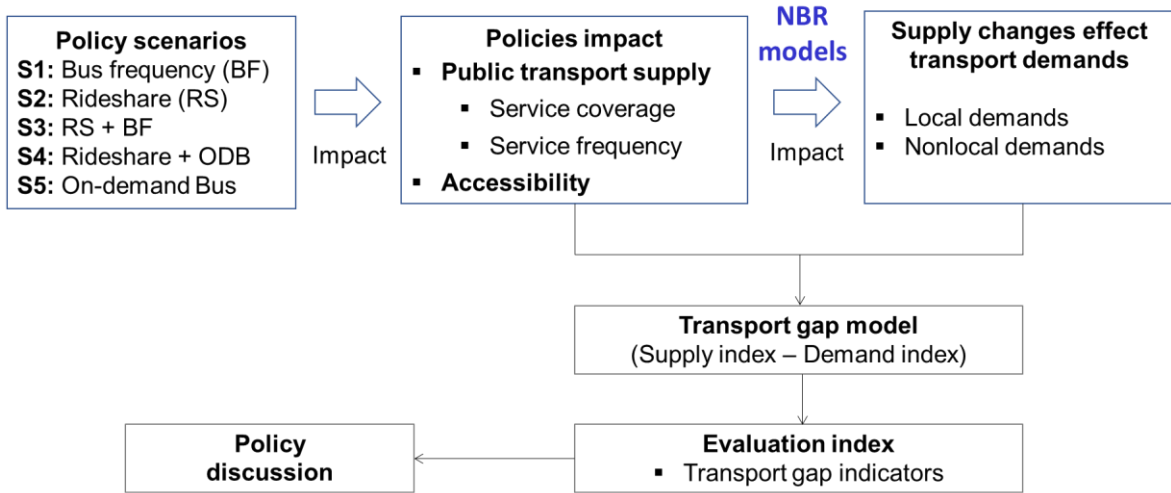 Policy scenarios
S1: Bus frequency (BF)
S2: Rideshare (RS)
S3: RS + BF
S4: Rideshare + ODB
S5: On-demand Bus
Impact
Policies impact
▪ Public transport supply
▪ Service coverage
▪ Service frequency
▪ Accessibility
NBR
models
Impact
Supply changes effect
transport demands
▪ Local demands
▪ Nonlocal demands
Transport gap model
(Supply index – Demand index)
Evaluation index
▪ Transport gap indicators
Policy
discussion